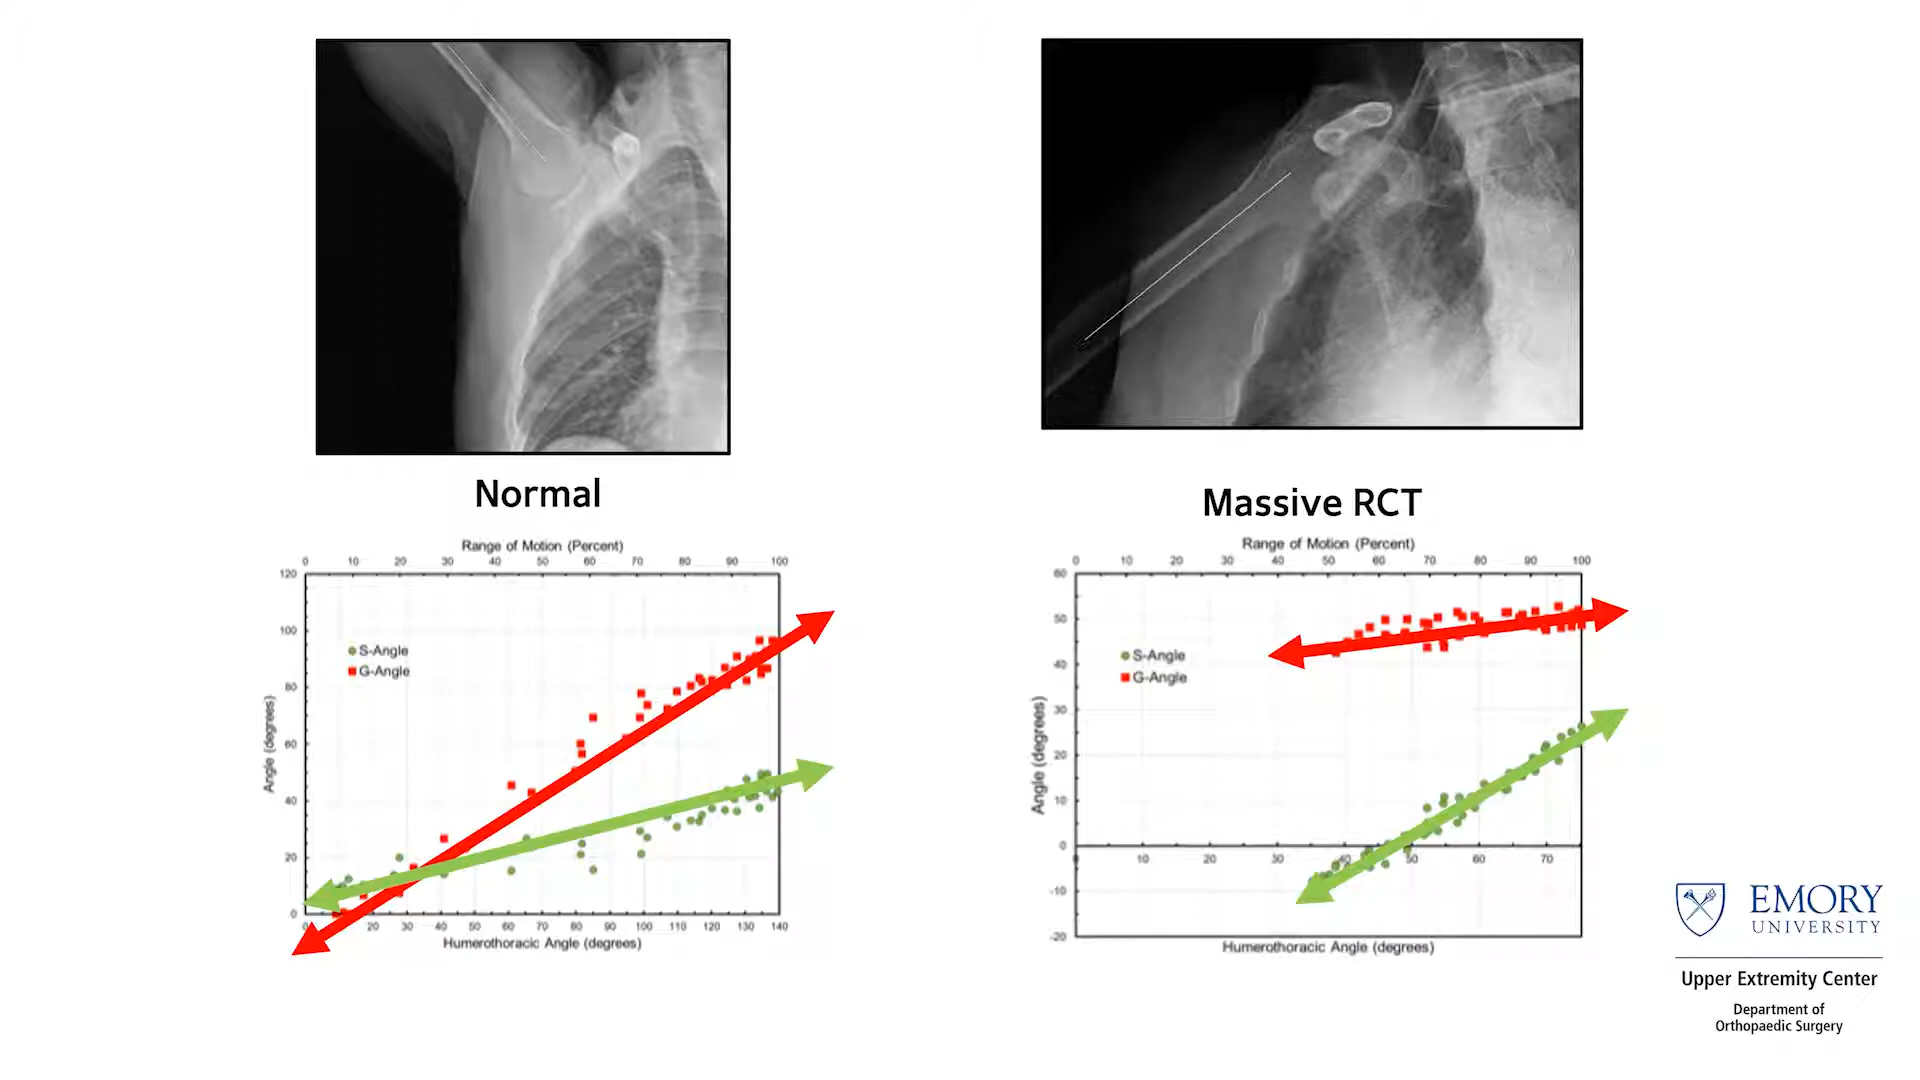 Normal
Massive RCT
Range of Motion (Percent)
0 10 20 30 40 50 60 70 80 90 100
120
100
80
60
40
20
0
Angle (degrees)
S-Angle
G-Angle
0 20 30 40 50 60 70 80 90 100 110 120 130 140
Humerothoracic Angle (degrees)
Range of Motion (Percent)
0 10 20 30 40 50 60 70 80 90 100
60
50
40
30
20
10
0
-10
-20
Angle (degrees)
S-Angle
G-Angle
0 10 20 30 40 50 60 70
Humerothoracic Angle (degrees)
EMORY
UNIVERSITY
Upper Extremity Center
Department of
Orthopaedic Surgery